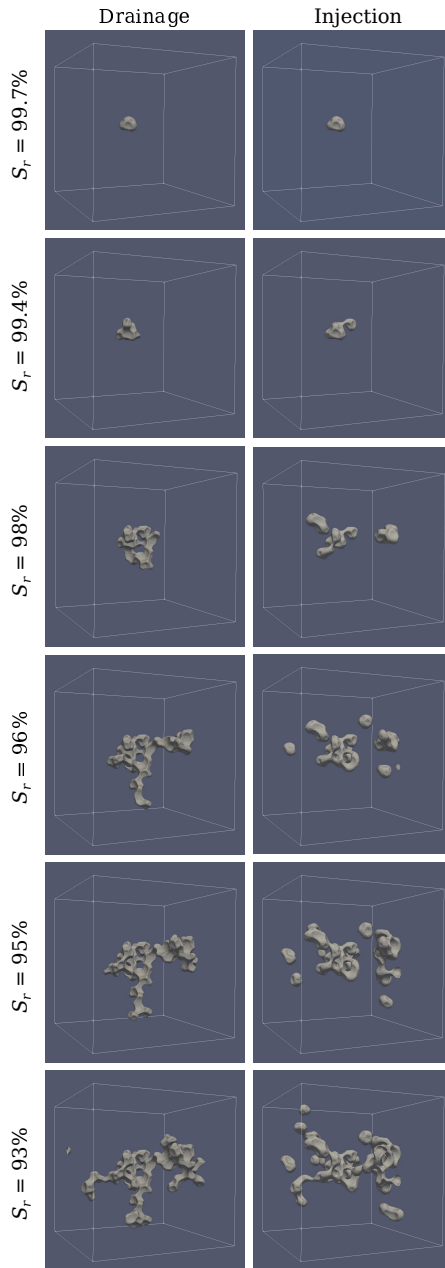 Drainage Injection
S_r = 99.7%
S_r = 99.4%
S_r = 98%
S_r = 96%
S_r = 95%
S_r = 93%